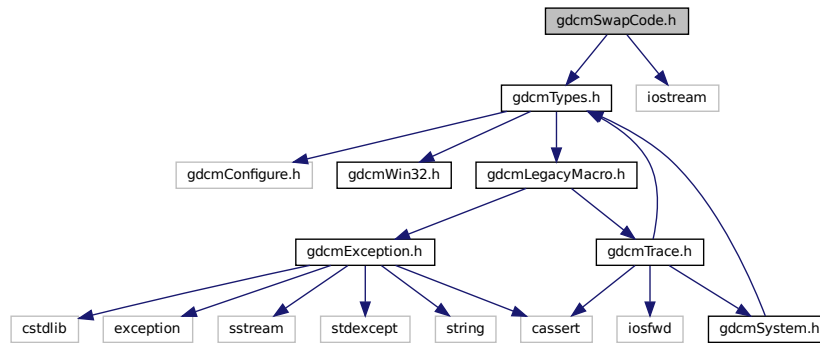 gdcmSwapCode.h
gdcmTypes.h
iostream
gdcmConfigure.h
gdcmWin32.h
gdcmLegacyMacro.h
gdcmException.h
gdcmTrace.h
cstdlib
exception
sstream
stdexcept
string
cassert
iosfwd
gdcmSystem.h